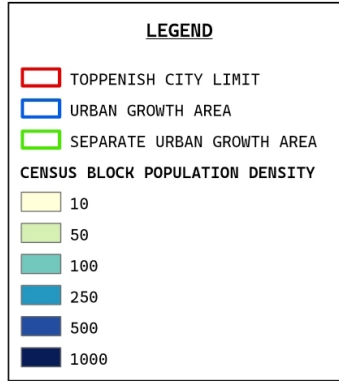 LEGEND
TOPPENISH CITY LIMIT
URBAN GROWTH AREA
SEPARATE URBAN GROWTH AREA
CENSUS BLOCK POPULATION DENSITY
10
50
100
250
500
1000